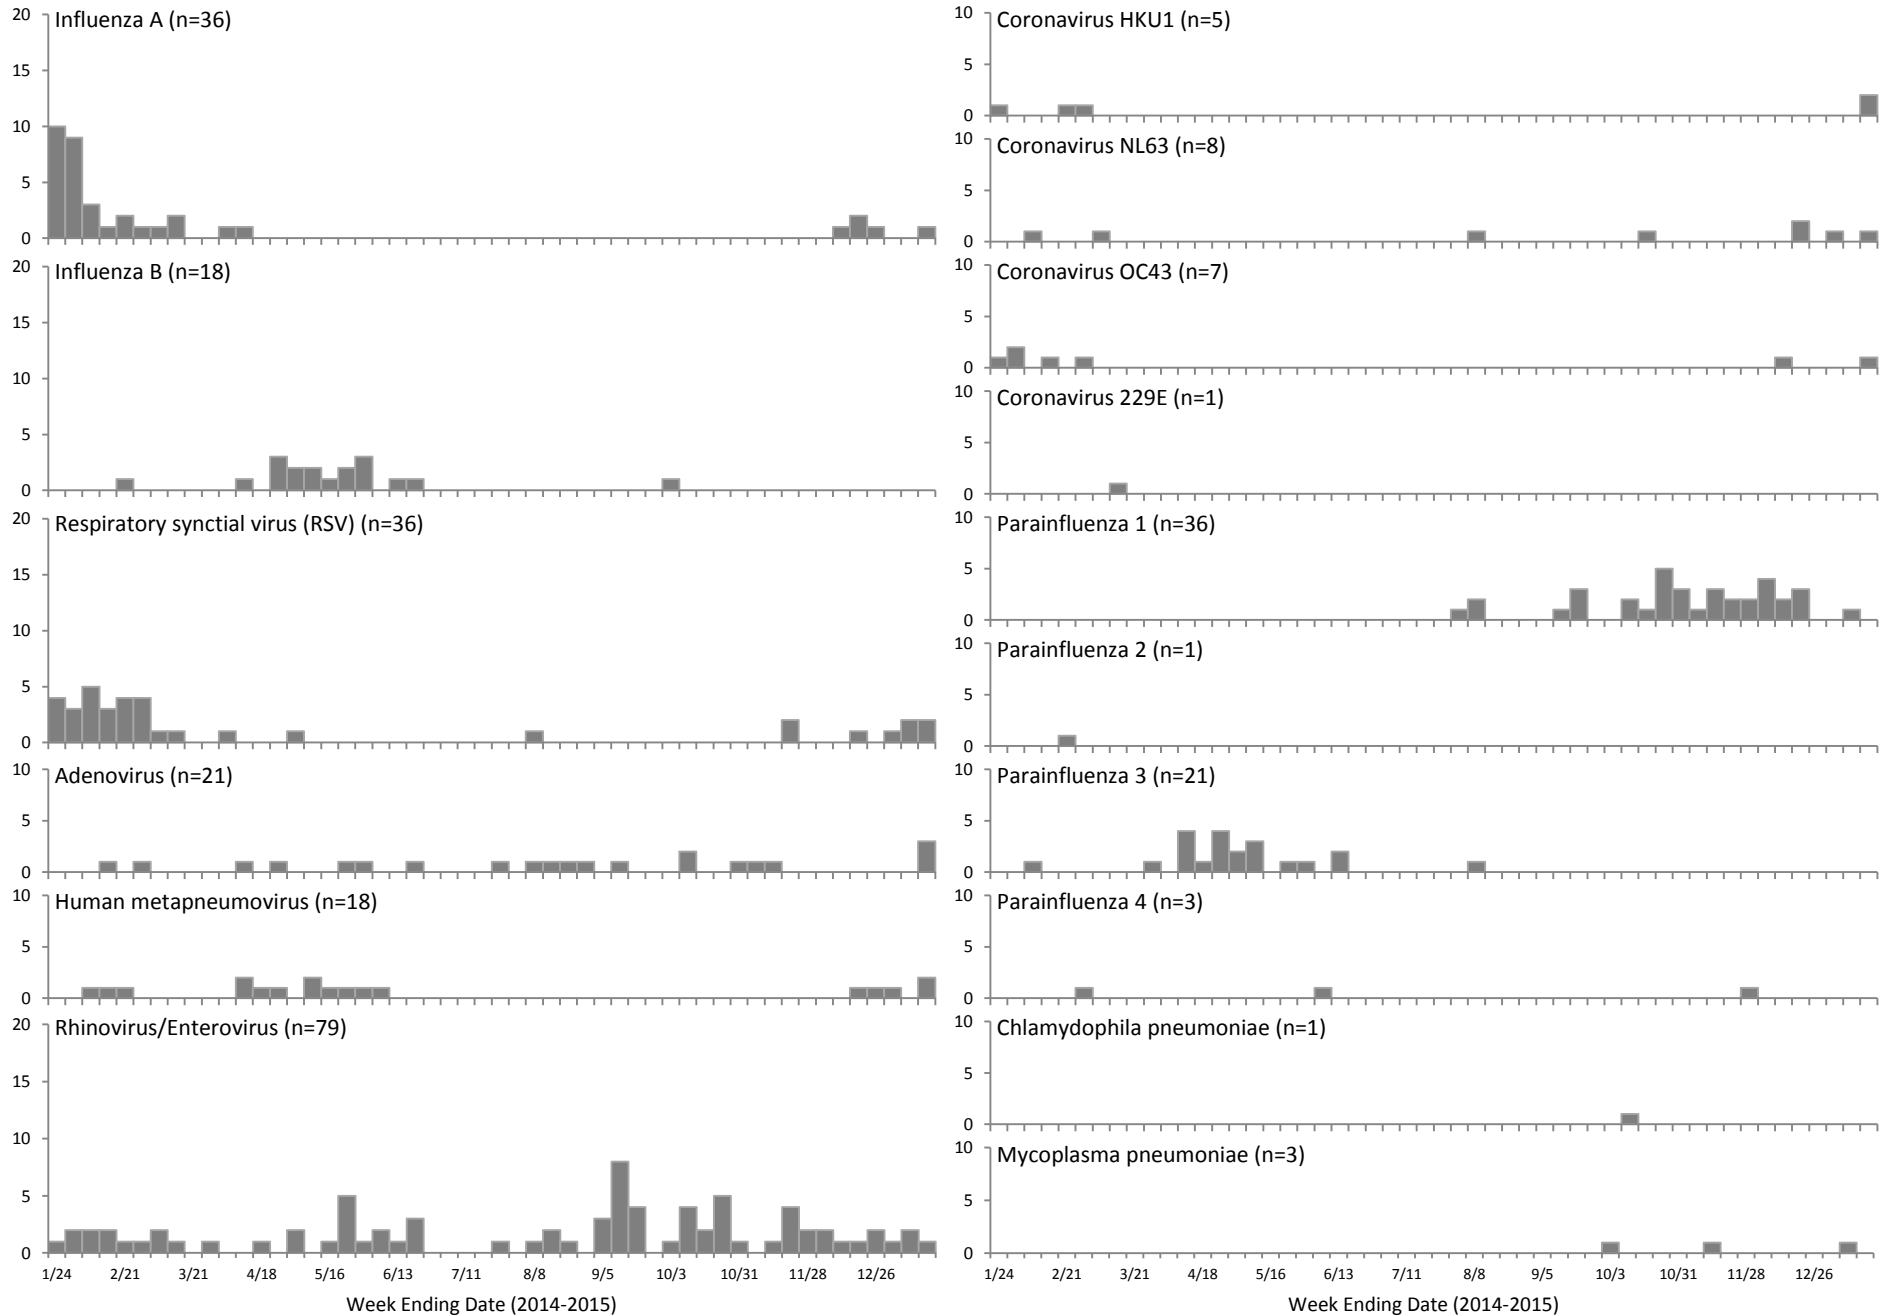 Influenza A (n=36)
20
15
10
5
0
Influenza B (n=18)
20
15
10
5
0
Respiratory synctial virus (RSV) (n=36)
20
15
10
5
0
Adenovirus (n=21)
10
5
0
Human metapneumovirus (n=18)
10
5
0
Rhinovirus/Enterovirus (n=79)
20
15
10
5
0
1/24 2/21 3/21 4/18 5/16 6/13 7/11 8/8 9/5 10/3 10/31 11/28 12/26
Week Ending Date (2014-2015)
Coronavirus HKU1 (n=5)
10
5
0
Coronavirus NL63 (n=8)
10
5
0
Coronavirus OC43 (n=7)
10
5
0
Coronavirus 229E (n=1)
10
5
0
Parainfluenza 1 (n=36)
10
5
0
Parainfluenza 2 (n=1)
10
5
0
Parainfluenza 3 (n=21)
10
5
0
Parainfluenza 4 (n=3)
10
5
0
Chlamydophila pneumoniae (n=1)
10
5
0
Mycoplasma pneumoniae (n=3)
10
5
0
1/24 2/21 3/21 4/18 5/16 6/13 7/11 8/8 9/5 10/3 10/31 11/28 12/26
Week Ending Date (2014-2015)